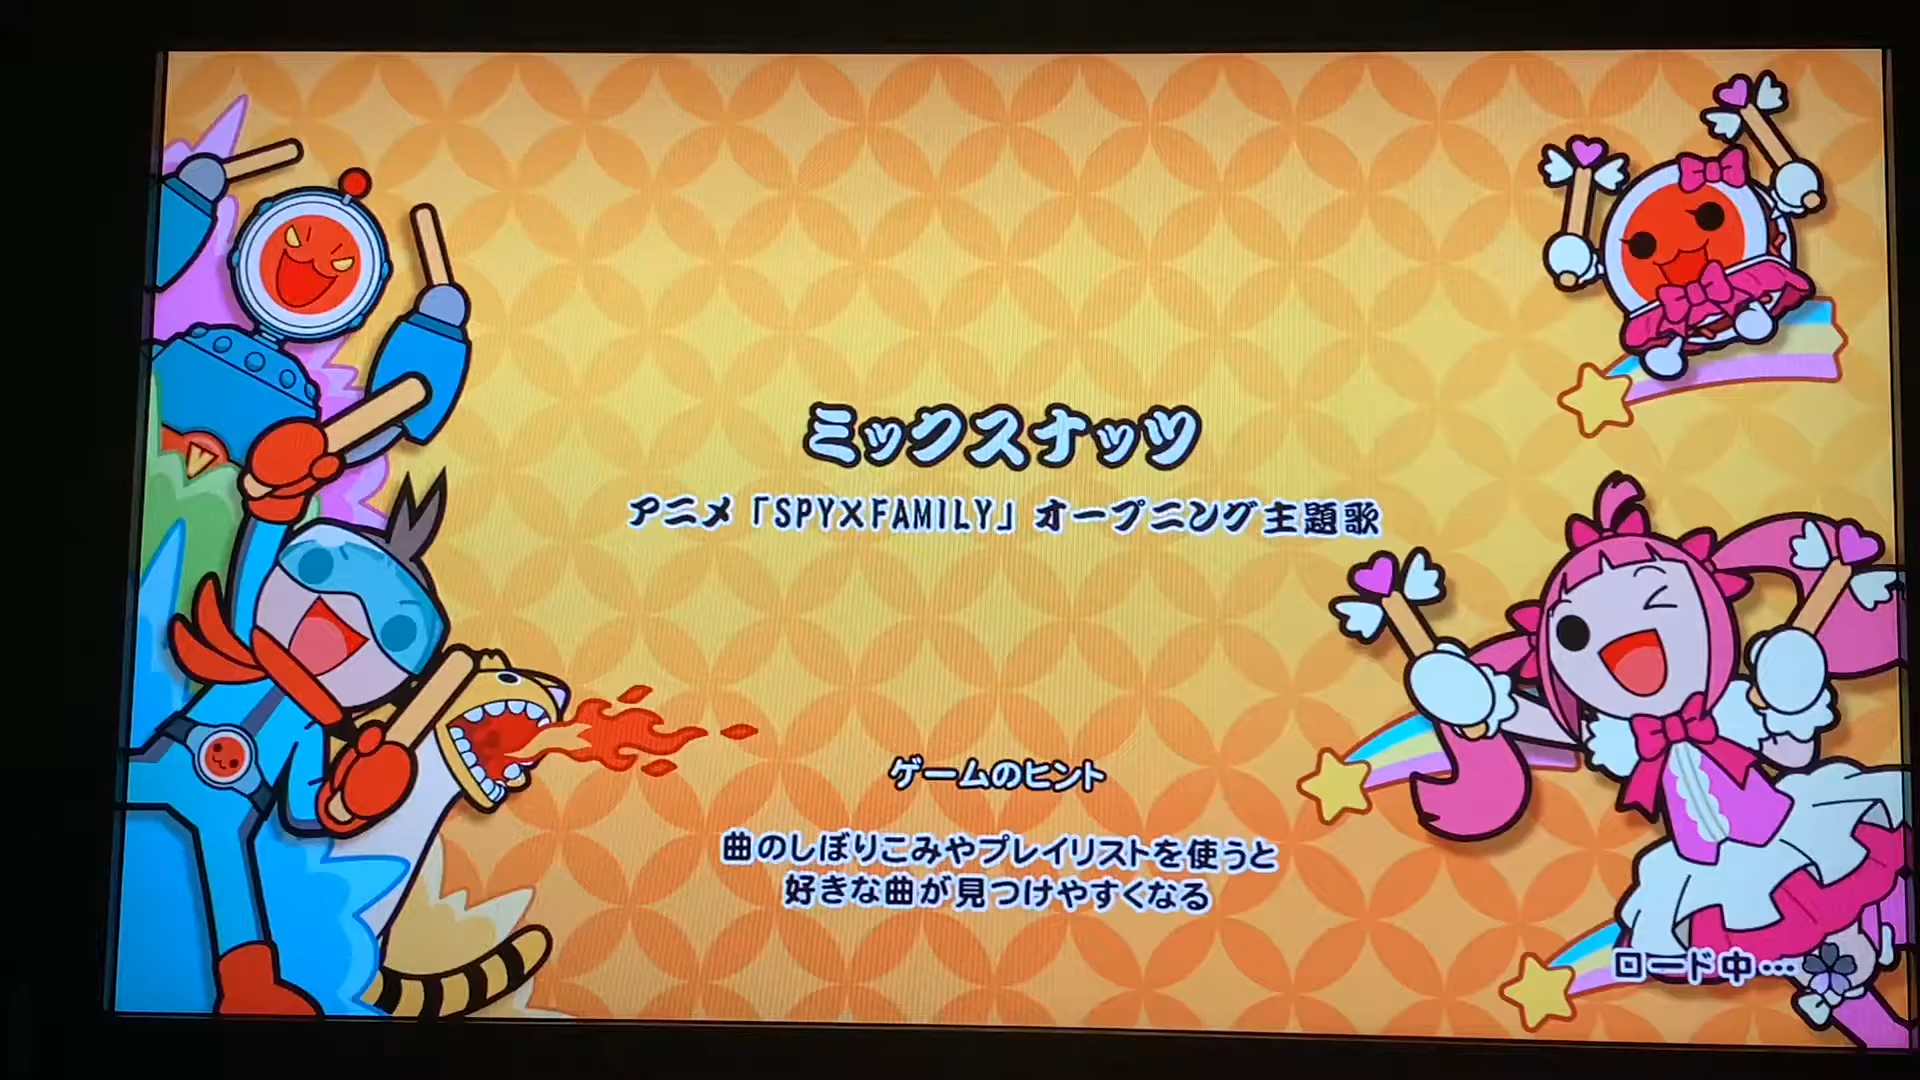 ミックスナッツ
アニメ「SPY×FAMILY」オープニング主題歌
ゲームのヒント
曲のしぼりこみやプレイリストを使うと
好きな曲が見つけやすくなる
ロード中…